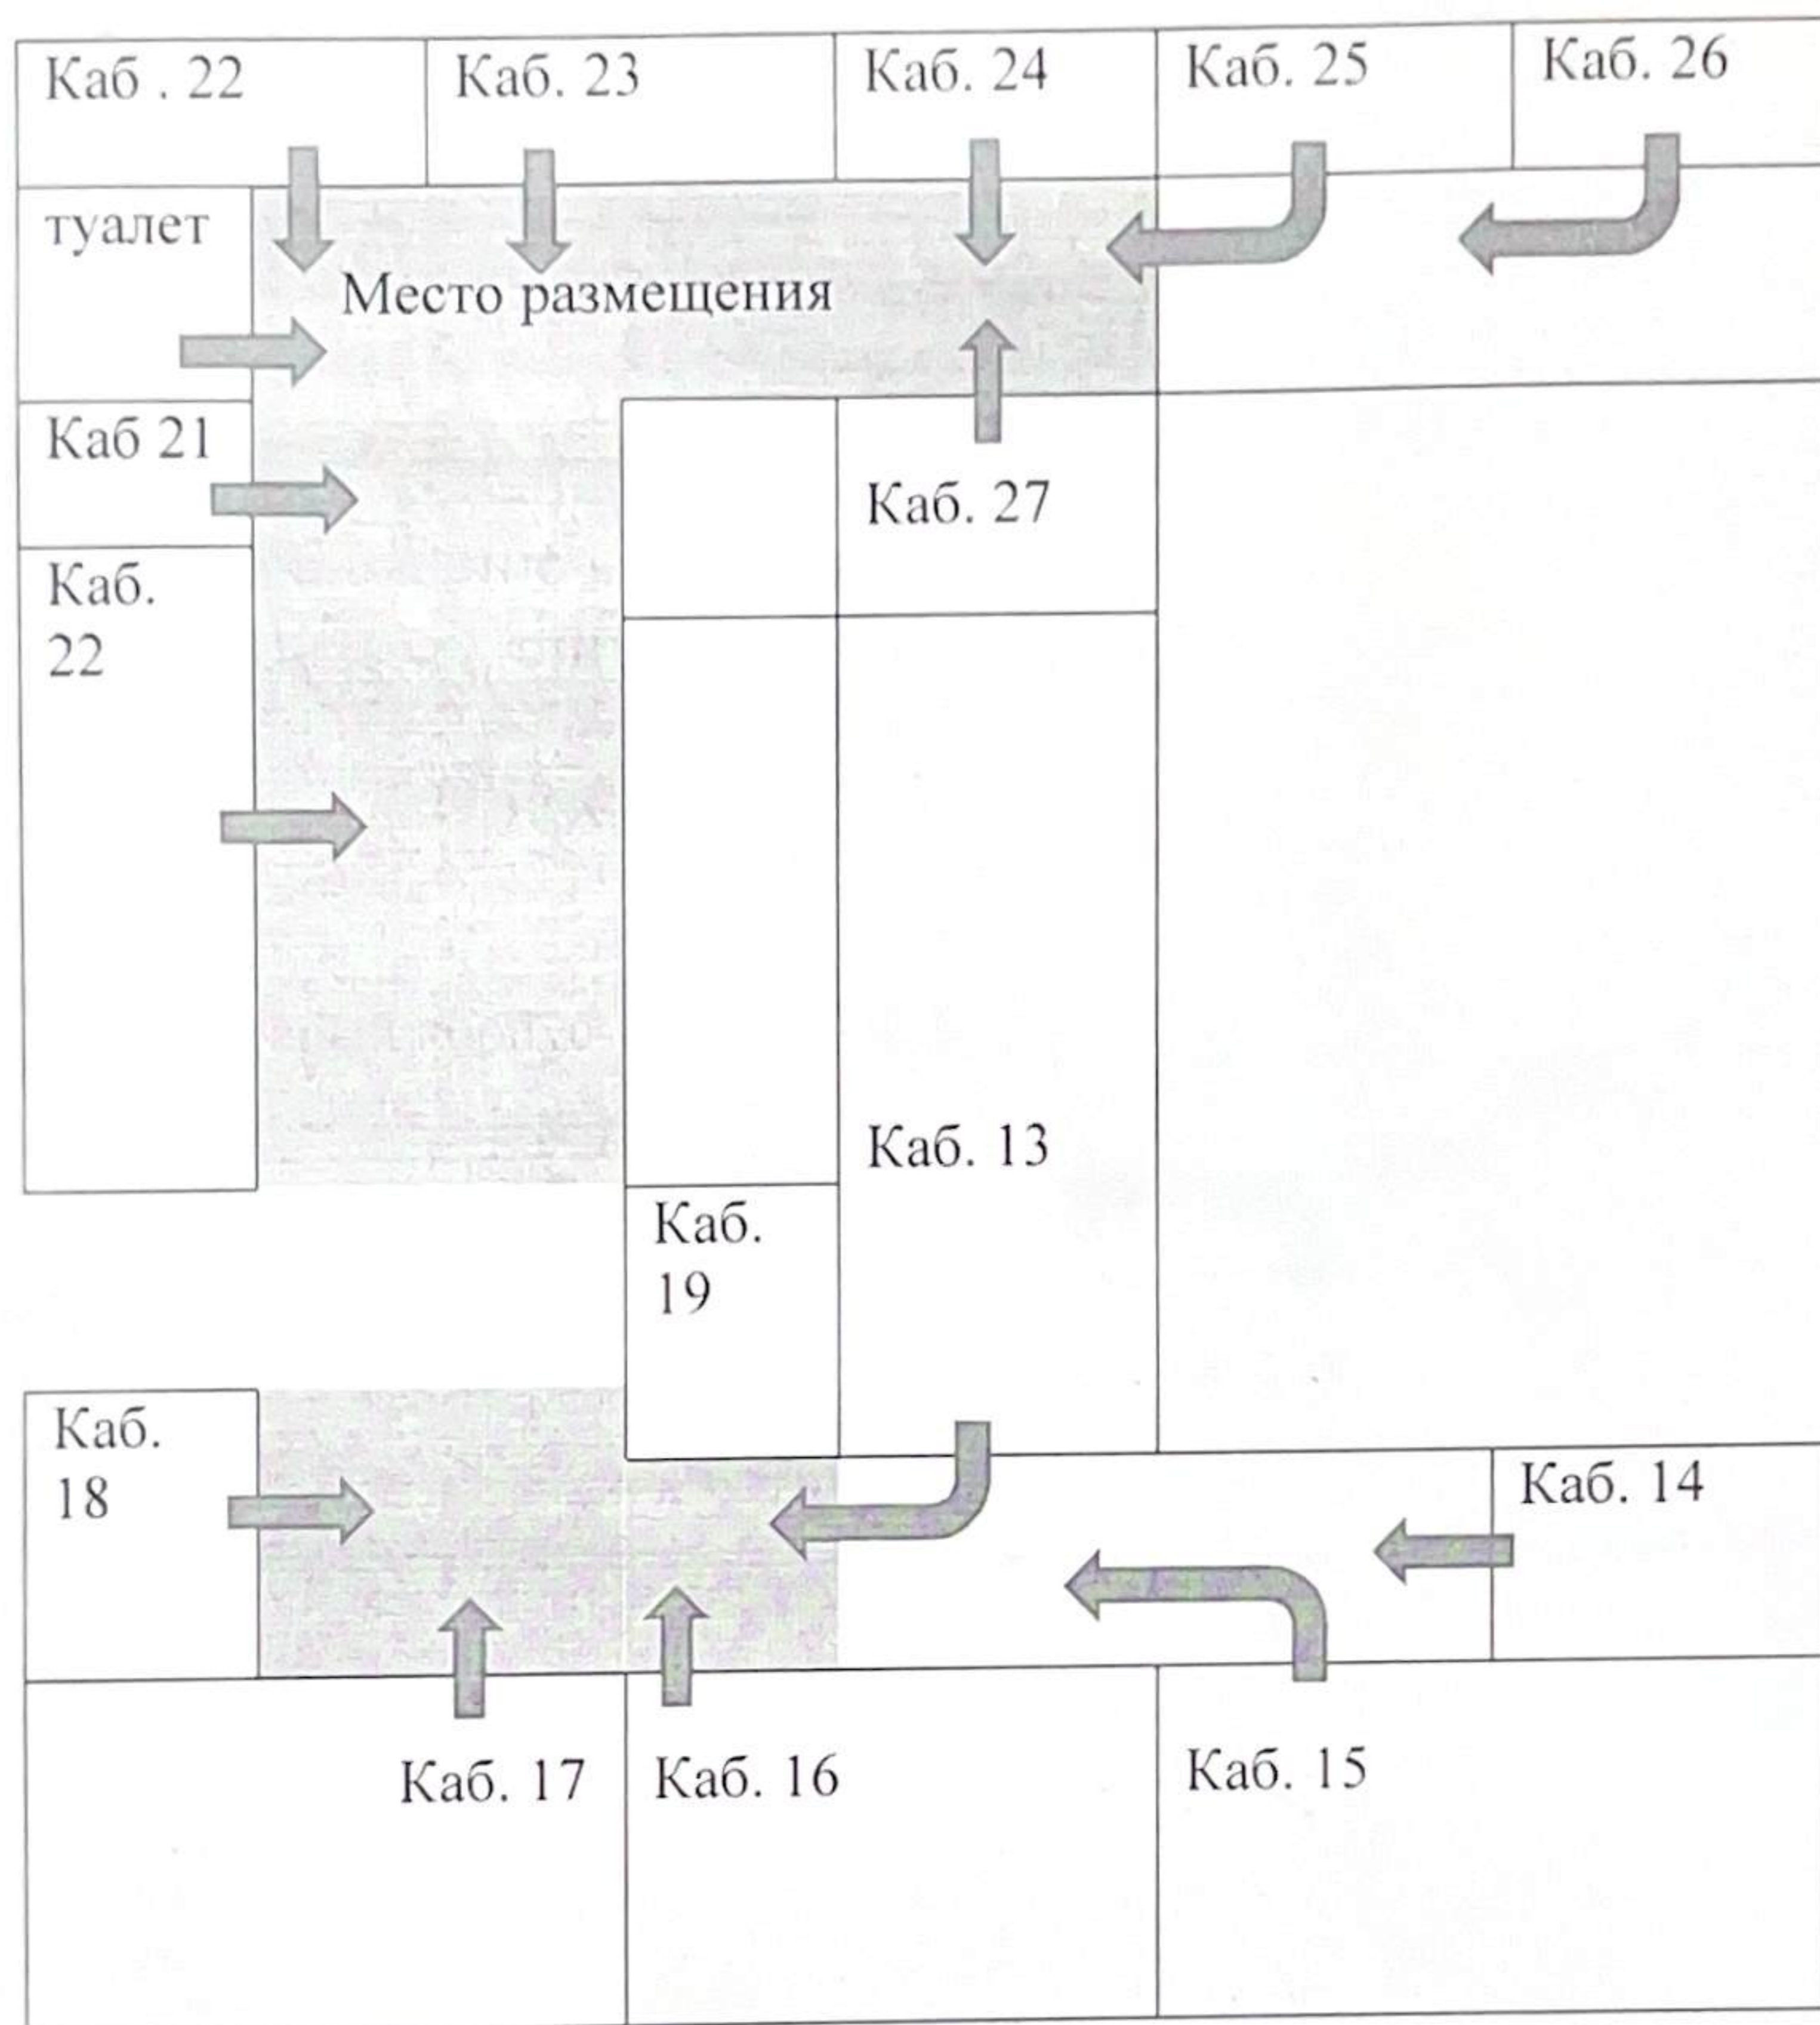 Каб . 22
Каб. 23
Каб. 24
Каб. 25
Каб. 26
туалет
Место размещения
Каб 21
Каб. 27
Каб.
22
Каб. 13
Каб.
19
Каб.
18
Каб. 14
Каб. 17
Каб. 16
Каб. 15